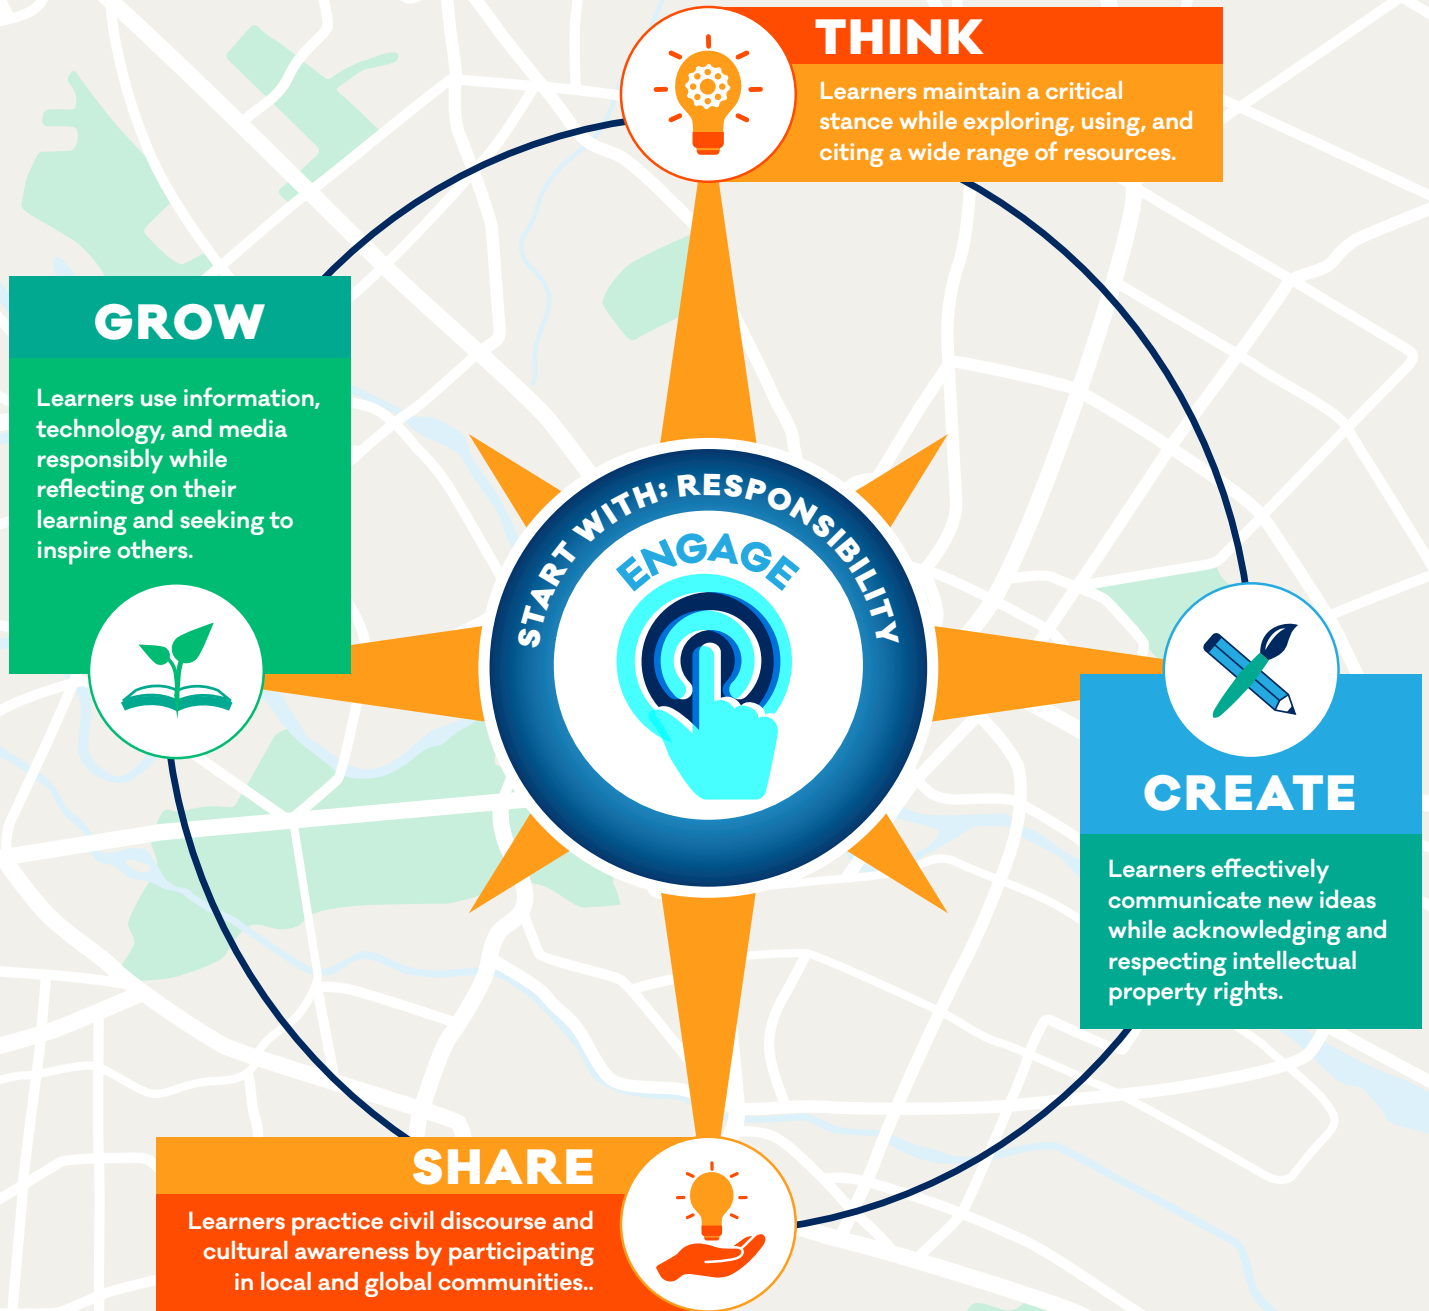 THINK
Learners maintain a critical
stance while exploring, using, and
citing a wide range of resources.
GROW
Learners use information,
technology, and media
responsibly while
reflecting on their
learning and seeking to
inspire others.
START WITH: RESPONSIBILITY
ENGAGE
CREATE
Learners effectively
communicate new ideas
while acknowledging and
respecting intellectual
property rights.
SHARE
Learners practice civil discourse and
cultural awareness by participating
in local and global communities..